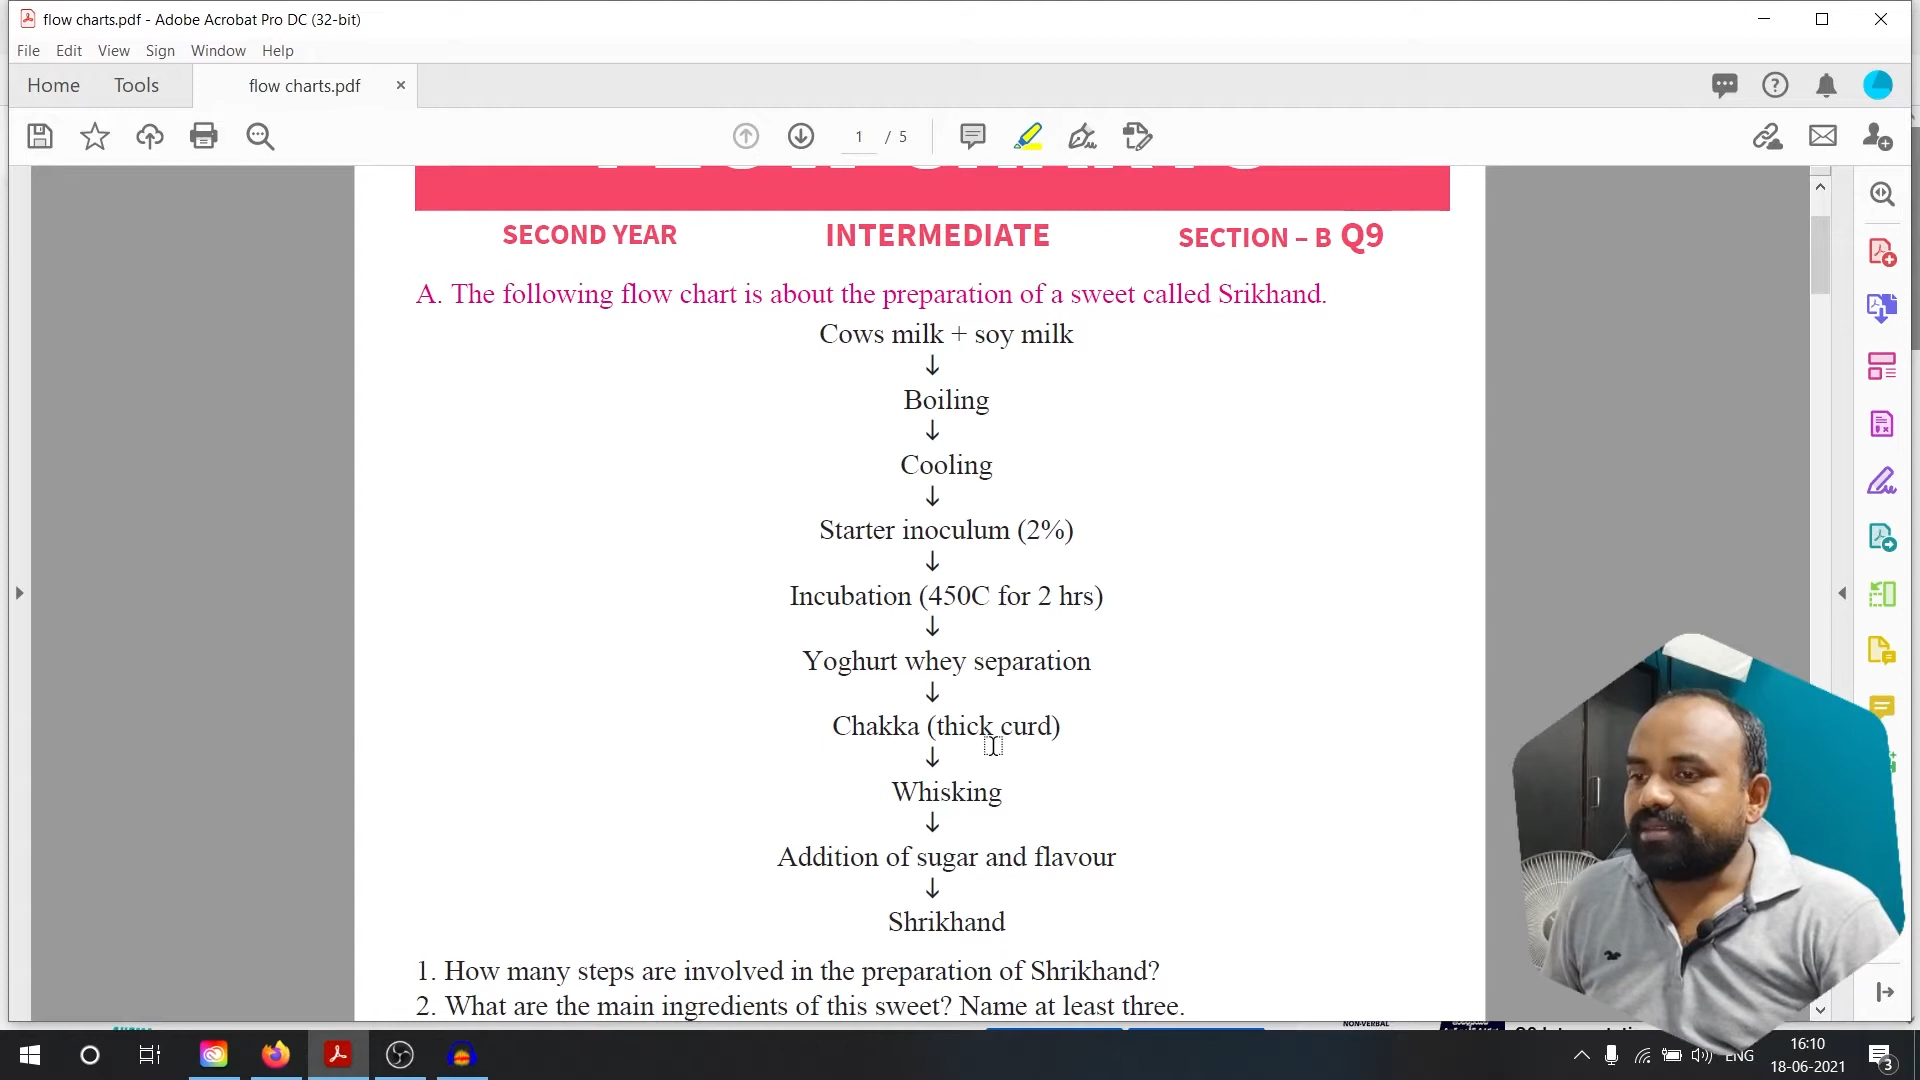 flow charts.pdf - Adobe Acrobat Pro DC (32-bit)
File Edit View Sign Window Help
Home Tools flow charts.pdf ×
1 / 5
SECOND YEAR INTERMEDIATE SECTION – B Q9
A. The following flow chart is about the preparation of a sweet called Srikhand.
Cows milk + soy milk
↓
Boiling
↓
Cooling
↓
Starter inoculum (2%)
↓
Incubation (450C for 2 hrs)
↓
Yoghurt whey separation
↓
Chakka (thick curd)
↓
Whisking
↓
Addition of sugar and flavour
↓
Shrikhand
1. How many steps are involved in the preparation of Shrikhand?
2. What are the main ingredients of this sweet? Name at least three.
NON-VERBAL
ENG
16:10
18-06-2021
3